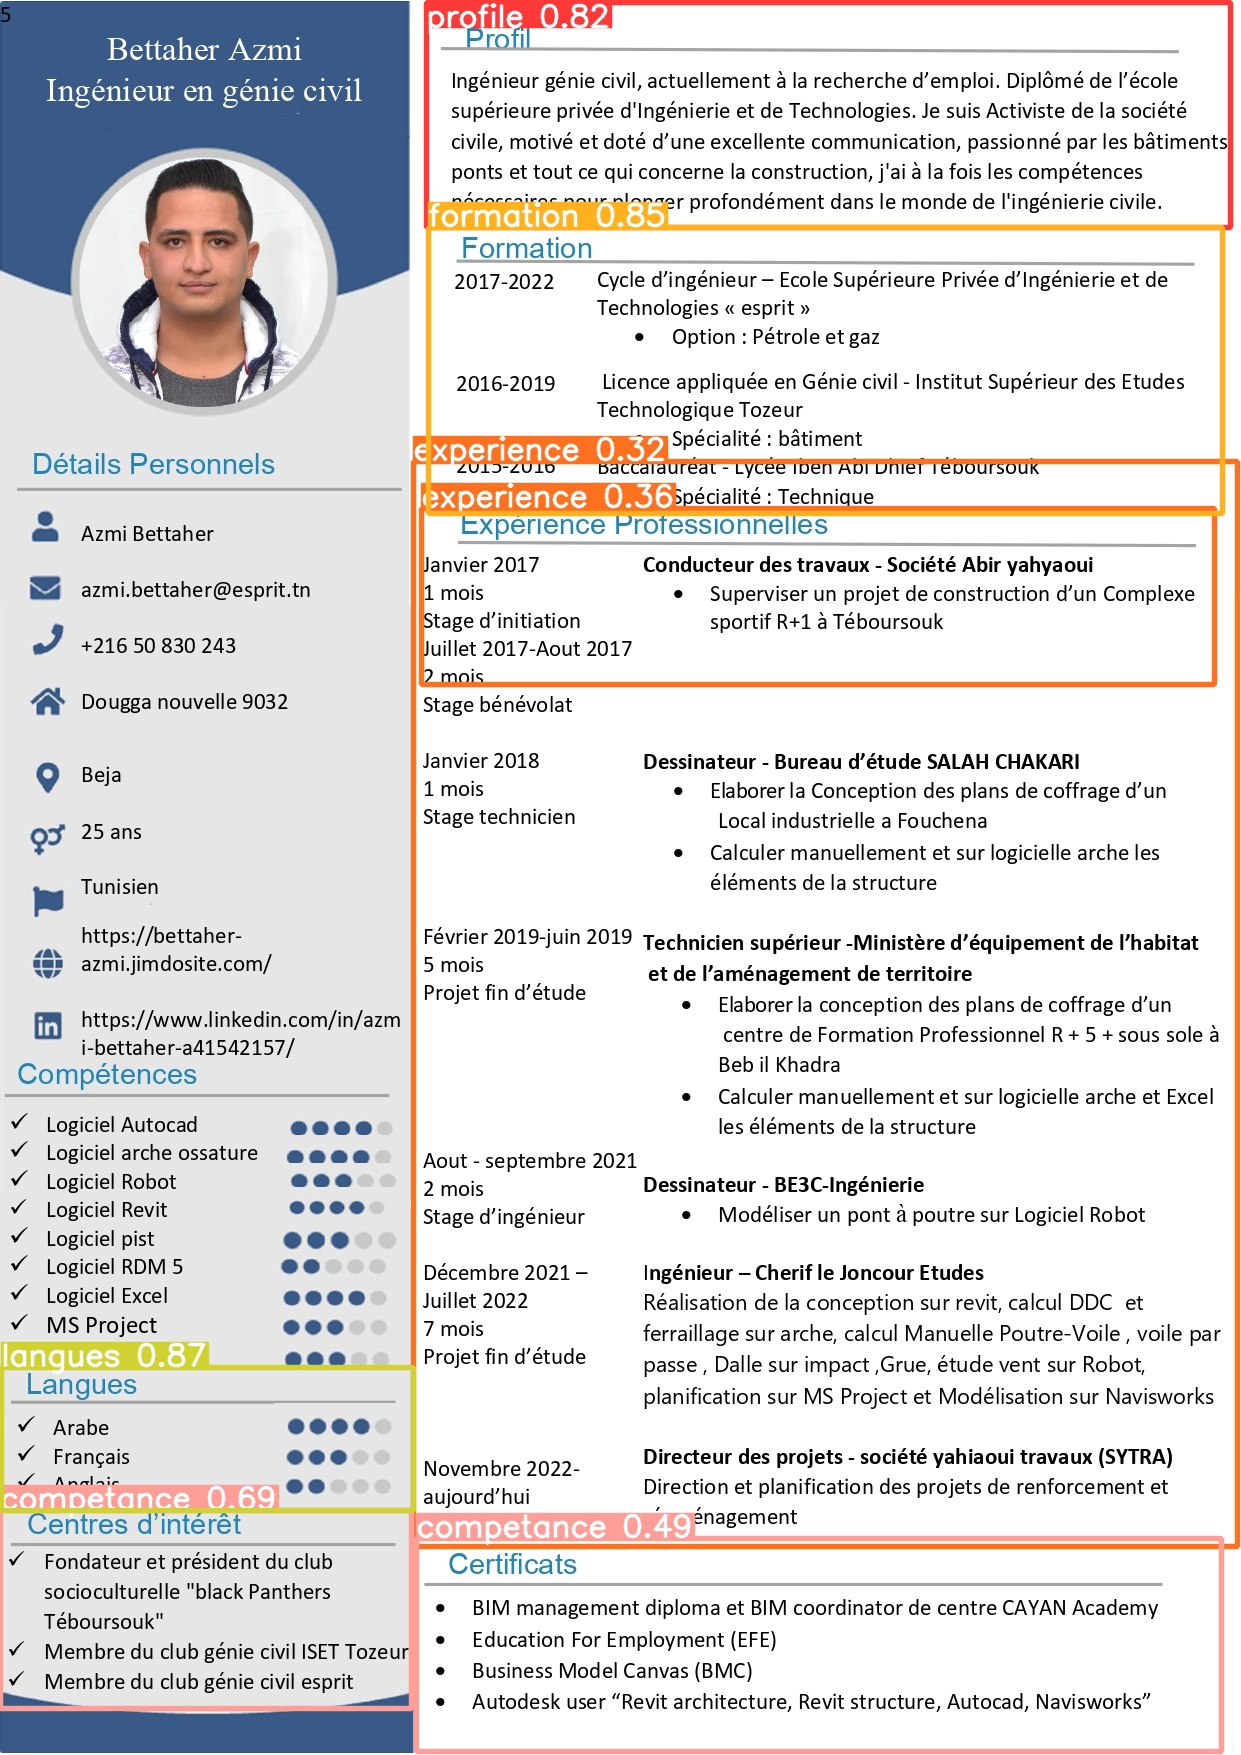 5
Bettaher Azmi
Ingénieur en génie civil
Détails Personnels
Azmi Bettaher
azmi.bettaher@esprit.tn
+216 50 830 243
Dougga nouvelle 9032
Beja
25 ans
Tunisien
https://bettaher-
azmi.jimdosite.com/
https://www.linkedin.com/in/azm
i-bettaher-a41542157/
Compétences
Logiciel Autocad
Logiciel arche ossature
Logiciel Robot
Logiciel Revit
Logiciel pist
Logiciel RDM 5
Logiciel Excel
MS Project
langues 0.87
Langues
Arabe
Français
Anglais
competance 0.69
Centres d’intérêt
Fondateur et président du club
socioculturelle "black Panthers
Téboursouk"
Membre du club génie civil ISET Tozeur
Membre du club génie civil esprit
profile 0.82
Profil
Ingénieur génie civil, actuellement à la recherche d’emploi. Diplômé de l’école
supérieure privée d'Ingénierie et de Technologies. Je suis Activiste de la société
civile, motivé et doté d’une excellente communication, passionné par les bâtiments
ponts et tout ce qui concerne la construction, j'ai à la fois les compétences
nécessaires pour plonger profondément dans le monde de l'ingénierie civile.
formation 0.85
Formation
2017-2022 Cycle d’ingénieur – Ecole Supérieure Privée d’Ingénierie et de
Technologies « esprit »
• Option : Pétrole et gaz
2016-2019 Licence appliquée en Génie civil - Institut Supérieur des Etudes
Technologique Tozeur
Spécialité : bâtiment
experience 0.32
2015-2016 Baccalauréat - Lycée Iben Abi Dhief Téboursouk
experience 0.36
Spécialité : Technique
Expérience Professionnelles
Janvier 2017
1 mois
Stage d’initiation
Juillet 2017-Aout 2017
2 mois
Stage bénévolat
Conducteur des travaux - Société Abir yahyaoui
• Superviser un projet de construction d’un Complexe
sportif R+1 à Téboursouk
Janvier 2018
1 mois
Stage technicien
Dessinateur - Bureau d’étude SALAH CHAKARI
• Elaborer la Conception des plans de coffrage d’un
Local industrielle a Fouchena
• Calculer manuellement et sur logicielle arche les
éléments de la structure
Février 2019-juin 2019
5 mois
Projet fin d’étude
Technicien supérieur -Ministère d’équipement de l’habitat
et de l’aménagement de territoire
• Elaborer la conception des plans de coffrage d’un
centre de Formation Professionnel R + 5 + sous sole à
Beb il Khadra
• Calculer manuellement et sur logicielle arche et Excel
les éléments de la structure
Aout - septembre 2021
2 mois
Stage d’ingénieur
Dessinateur - BE3C-Ingénierie
• Modéliser un pont à poutre sur Logiciel Robot
Décembre 2021 –
Juillet 2022
7 mois
Projet fin d’étude
Ingénieur – Cherif le Joncour Etudes
Réalisation de la conception sur revit, calcul DDC et
ferraillage sur arche, calcul Manuelle Poutre-Voile , voile par
passe , Dalle sur impact ,Grue, étude vent sur Robot,
planification sur MS Project et Modélisation sur Navisworks
Novembre 2022-
aujourd’hui
Directeur des projets - société yahiaoui travaux (SYTRA)
Direction et planification des projets de renforcement et
énagement
competance 0.49
Certificats
• BIM management diploma et BIM coordinator de centre CAYAN Academy
• Education For Employment (EFE)
• Business Model Canvas (BMC)
• Autodesk user “Revit architecture, Revit structure, Autocad, Navisworks”